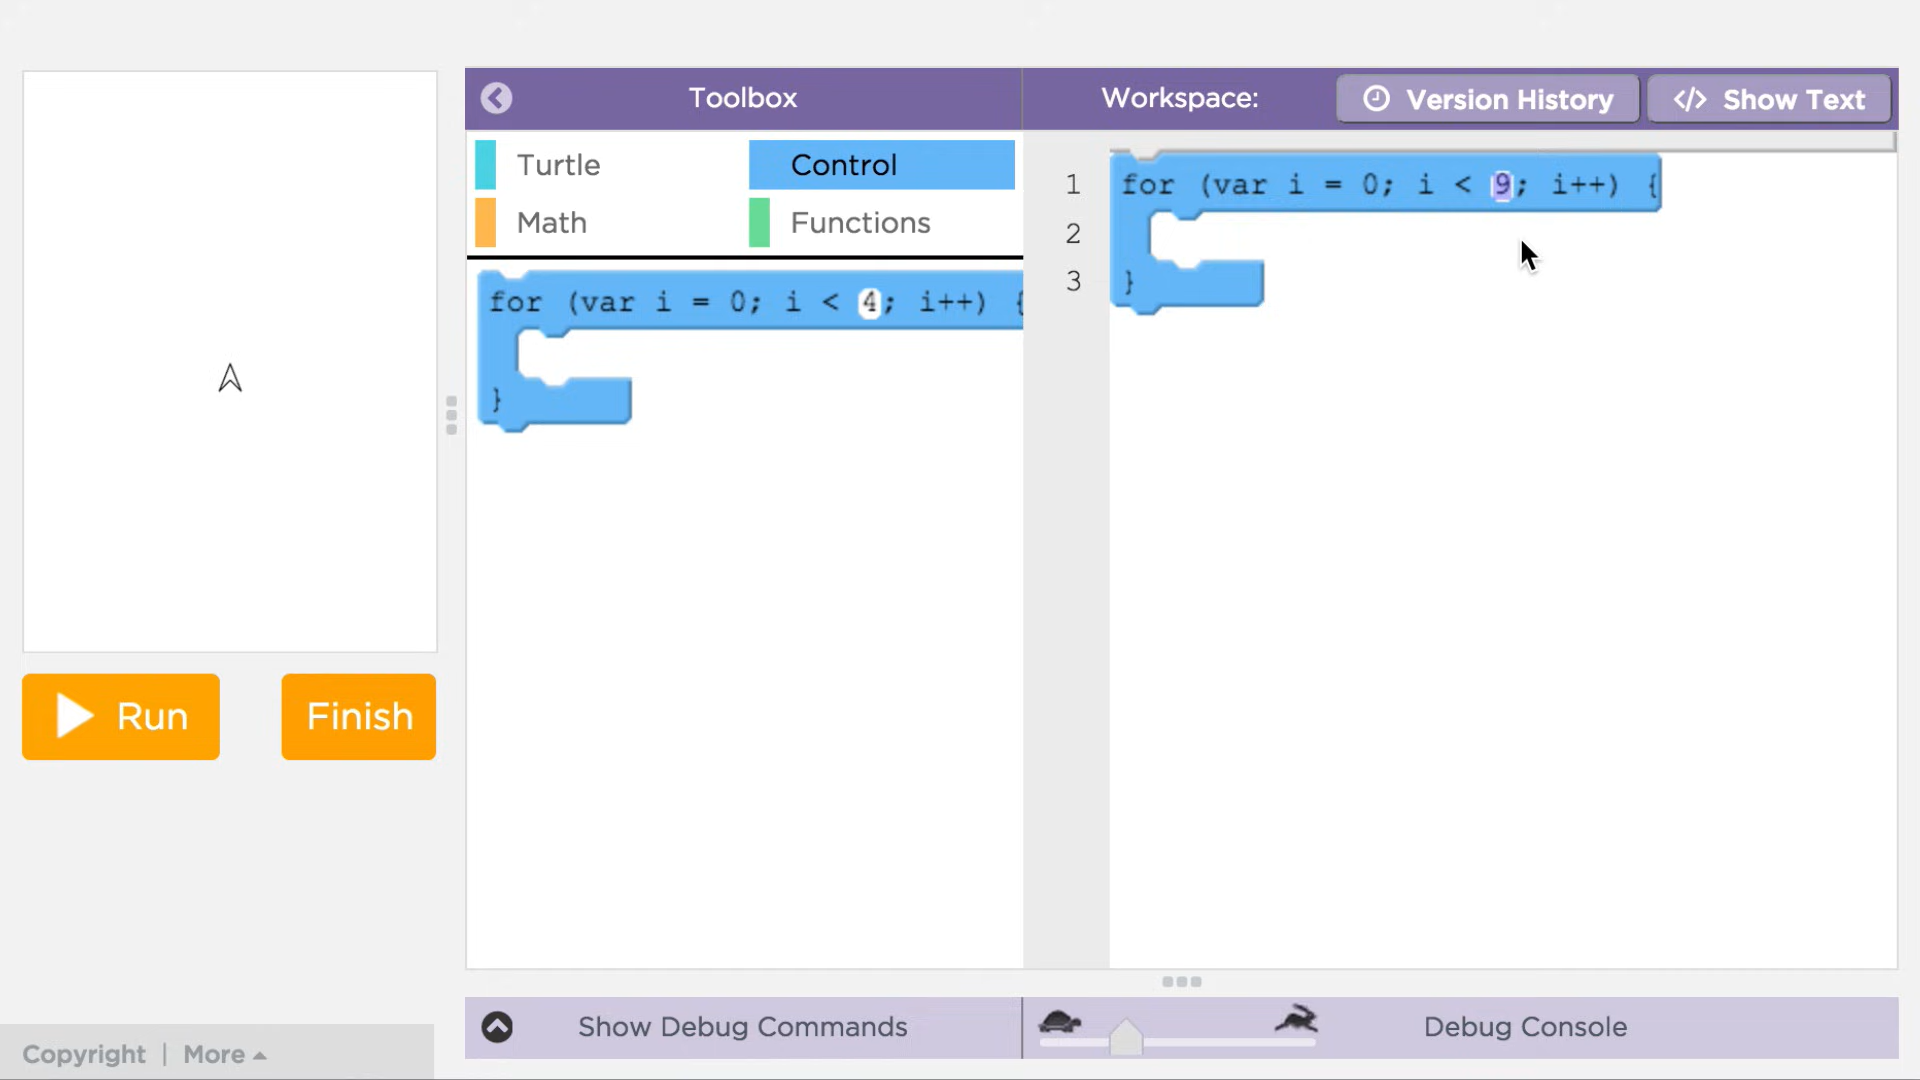 Toolbox
Workspace:
Version History
</> Show Text
Turtle
Control
Math
Functions
for (var i = 0; i < 4; i++) {
}
1 for (var i = 0; i < 9; i++) {
2
3 }
Run
Finish
Show Debug Commands
Debug Console
Copyright | More